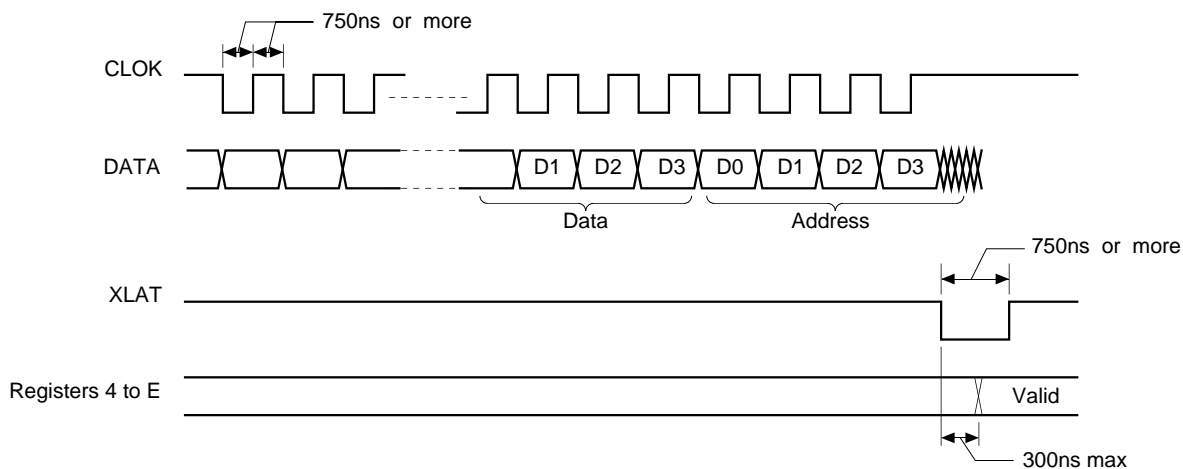 750ns or more
CLOK
DATA
D1 D2 D3 D0 D1 D2 D3
Data
Address
750ns or more
XLAT
Registers 4 to E
Valid
300ns max